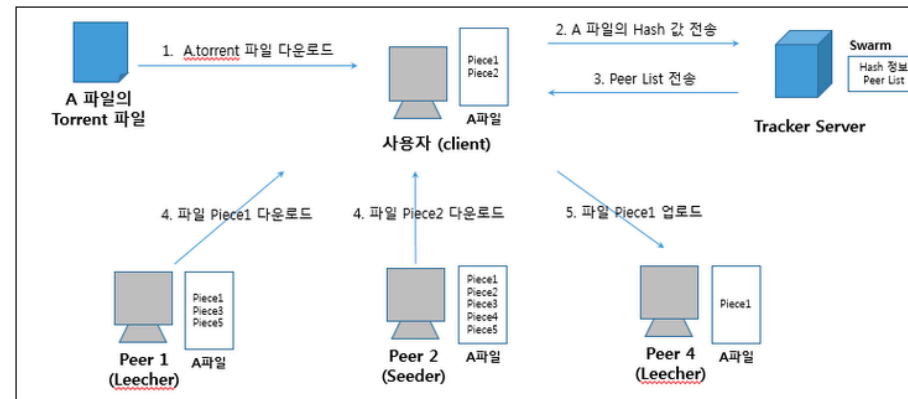 1. A.torrent 파일 다운로드
2. A 파일의 Hash 값 전송
3. Peer List 전송
Swarm
Hash 정보
Peer List
Piece1
Piece2
A파일
A 파일의
Torrent 파일
사용자 (client)
Tracker Server
4. 파일 Piece1 다운로드
4. 파일 Piece2 다운로드
5. 파일 Piece1 업로드
Piece1
Piece3
Piece5
A파일
Peer 1
(Leecher)
Piece1
Piece2
Piece3
Piece4
Piece5
A파일
Peer 2
(Seeder)
Piece1
A파일
Peer 4
(Leecher)